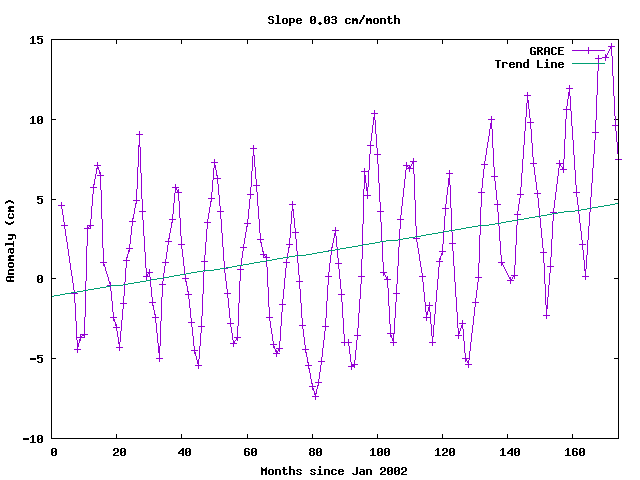 Slope 0.03 cm/month
GRACE
Trend Line
Anomaly (cm)
15
10
5
0
-5
-10
0 20 40 60 80 100 120 140 160
Months since Jan 2002